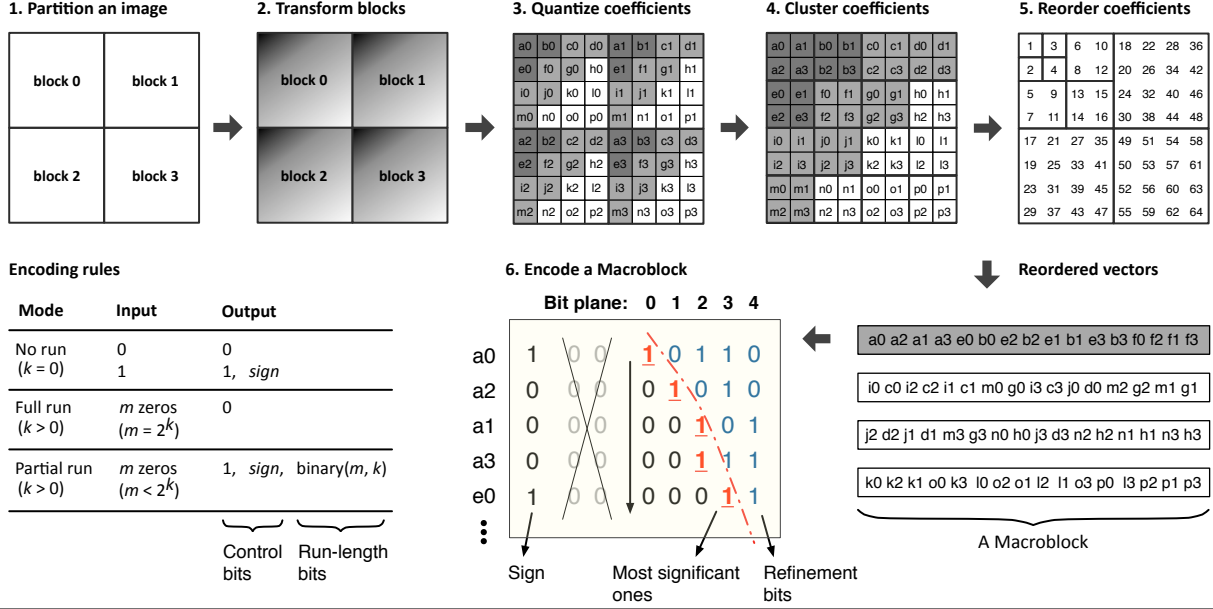 1. Partition an image
2. Transform blocks
3. Quantize coefficients
4. Cluster coefficients
5. Reorder coefficients
block 0 block 1
block 2 block 3
block 0 block 1
block 2 block 3
a0 b0 c0 d0 a1 b1 c1 d1
e0 f0 g0 h0 e1 f1 g1 h1
i0 j0 k0 l0 i1 j1 k1 l1
m0 n0 o0 p0 m1 n1 o1 p1
a2 b2 c2 d2 a3 b3 c3 d3
e2 f2 g2 h2 e3 f3 g3 h3
i2 j2 k2 l2 i3 j3 k3 l3
m2 n2 o2 p2 m3 n3 o3 p3
a0 a1 b0 b1 c0 c1 d0 d1
a2 a3 b2 b3 c2 c3 d2 d3
e0 e1 f0 f1 g0 g1 h0 h1
e2 e3 f2 f3 g2 g3 h2 h3
i0 i1 j0 j1 k0 k1 l0 l1
i2 i3 j2 j3 k2 k3 l2 l3
m0 m1 n0 n1 o0 o1 p0 p1
m2 m3 n2 n3 o2 o3 p2 p3
1 3 6 10 18 22 28 36
2 4 8 12 20 26 34 42
5 9 13 15 24 32 40 46
7 11 14 16 30 38 44 48
17 21 27 35 49 51 54 58
19 25 33 41 50 53 57 61
23 31 39 45 52 56 60 63
29 37 43 47 55 59 62 64
Encoding rules
Mode Input Output
No run 0 0
(k = 0) 1 1, sign
Full run m zeros 0
(k > 0) (m = 2^k)
Partial run m zeros 1, sign, binary(m, k)
(k > 0) (m < 2^k)
Control Run-length
bits bits
6. Encode a Macroblock
Bit plane: 0 1 2 3 4
a0 1 0 0 1 0 1 1 0
a2 0 0 0 0 1 0 1 0
a1 0 0 0 0 0 1 0 1
a3 0 0 0 0 0 1 1 1
e0 1 0 0 0 0 0 1 1
Sign
Most significant
ones
Refinement
bits
Reordered vectors
a0 a2 a1 a3 e0 b0 e2 b2 e1 b1 e3 b3 f0 f2 f1 f3
i0 c0 i2 c2 i1 c1 m0 g0 i3 c3 j0 d0 m2 g2 m1 g1
j2 d2 j1 d1 m3 g3 n0 h0 j3 d3 n2 h2 n1 h1 n3 h3
k0 k2 k1 o0 k3 l0 o2 o1 l2 l1 o3 p0 l3 p2 p1 p3
A Macroblock